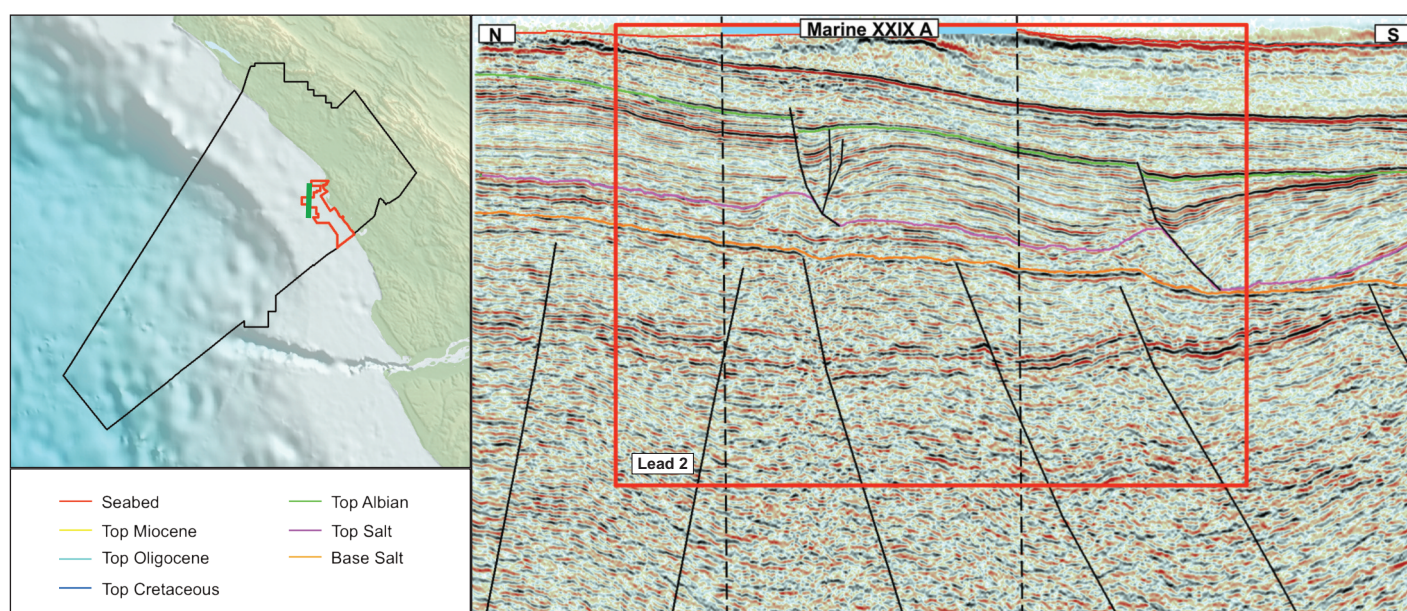 N
Marine XXIX A
S
Lead 2
Seabed
Top Miocene
Top Oligocene
Top Cretaceous
Top Albian
Top Salt
Base Salt